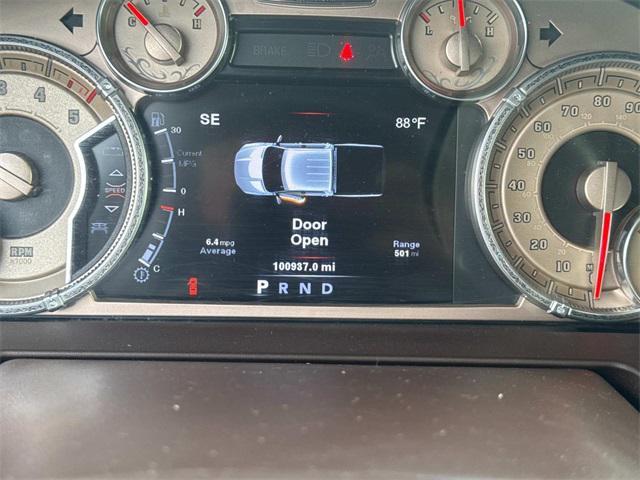 C H
L H
BRAKE
SE 88°F
30
Current
MPG
0
H
C
Door
Open
6.4 mpg
Average
Range
501 mi
100937.0 mi
P R N D
3 4 5
RPM
x1000
SPEED
90
80
70
60
50
40
30
20
10